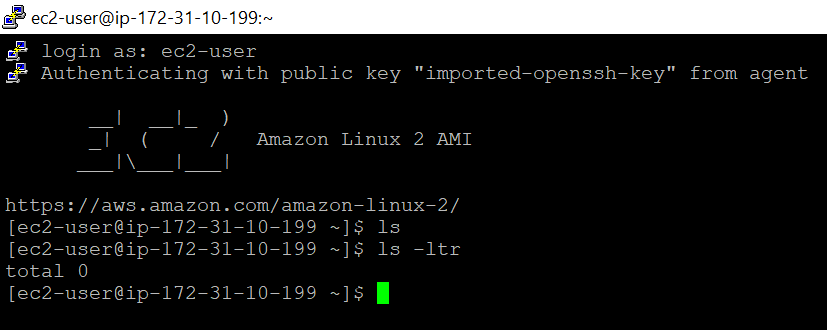 ec2-user@ip-172-31-10-199:~
login as: ec2-user
Authenticating with public key "imported-openssh-key" from agent
       __|  __|_  )
       _|  (     /   Amazon Linux 2 AMI
      ___|\___|___|
https://aws.amazon.com/amazon-linux-2/
[ec2-user@ip-172-31-10-199 ~]$ ls
[ec2-user@ip-172-31-10-199 ~]$ ls -ltr
total 0
[ec2-user@ip-172-31-10-199 ~]$